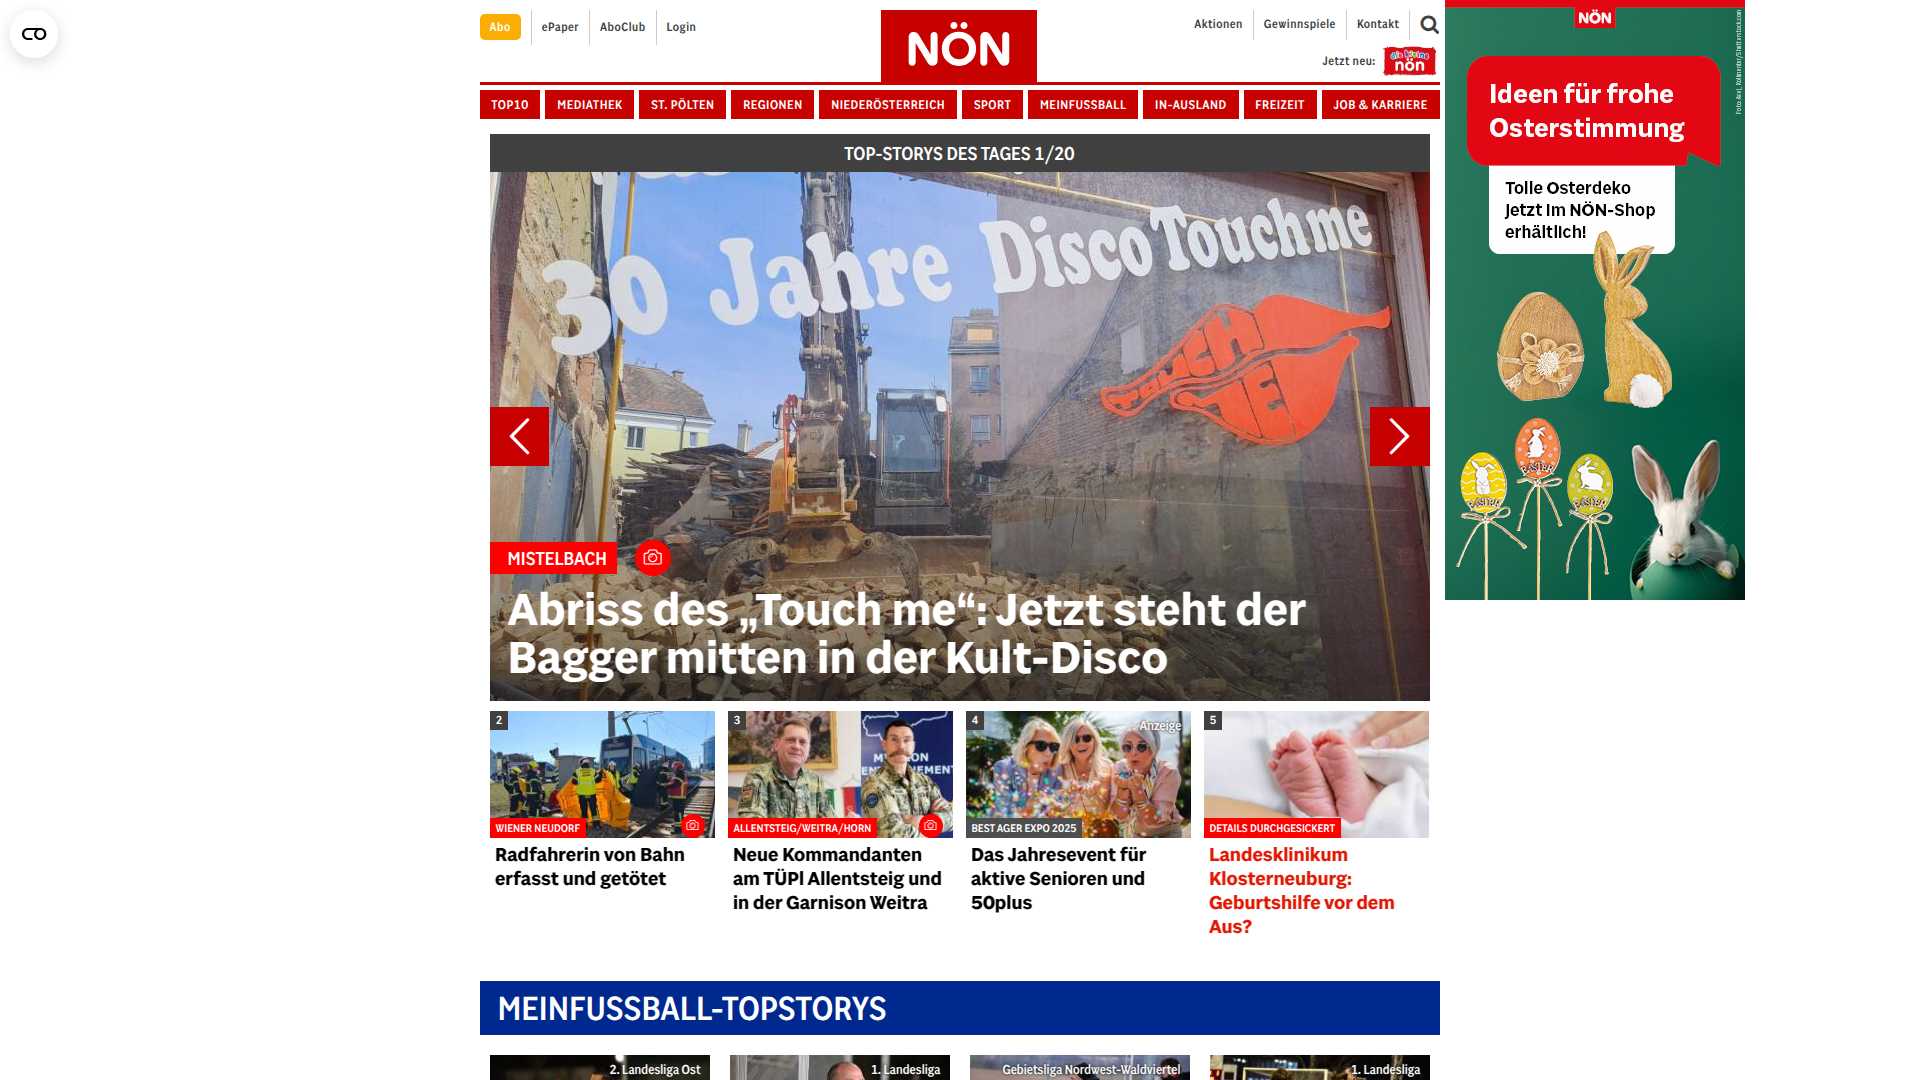 Abo
ePaper
AboClub
Login
NÖN
Aktionen
Gewinnspiele
Kontakt
Jetzt neu:
die kleine
nön
TOP10
MEDIATHEK
ST. PÖLTEN
REGIONEN
NIEDERÖSTERREICH
SPORT
MEINFUSSBALL
IN-AUSLAND
FREIZEIT
JOB & KARRIERE
TOP-STORYS DES TAGES 1/20
30 Jahre Disco Touchme
TOUCH
ME
MISTELBACH
Abriss des „Touch me“: Jetzt steht der
Bagger mitten in der Kult-Disco
2
WIENER NEUDORF
Radfahrerin von Bahn
erfasst und getötet
3
ALLENTSTEIG/WEITRA/HORN
Neue Kommandanten
am TÜPl Allentsteig und
in der Garnison Weitra
4
Anzeige
BEST AGER EXPO 2025
Das Jahresevent für
aktive Senioren und
50plus
5
DETAILS DURCHGESICKERT
Landesklinikum
Klosterneuburg:
Geburtshilfe vor dem
Aus?
MEINFUSSBALL-TOPSTORYS
2. Landesliga Ost
1. Landesliga
Gebietsliga Nordwest-Waldviertel
1. Landesliga
NÖN
Ideen für frohe
Osterstimmung
Tolle Osterdeko
jetzt im NÖN-Shop
erhältlich!
EASTER
EASTER
EASTER